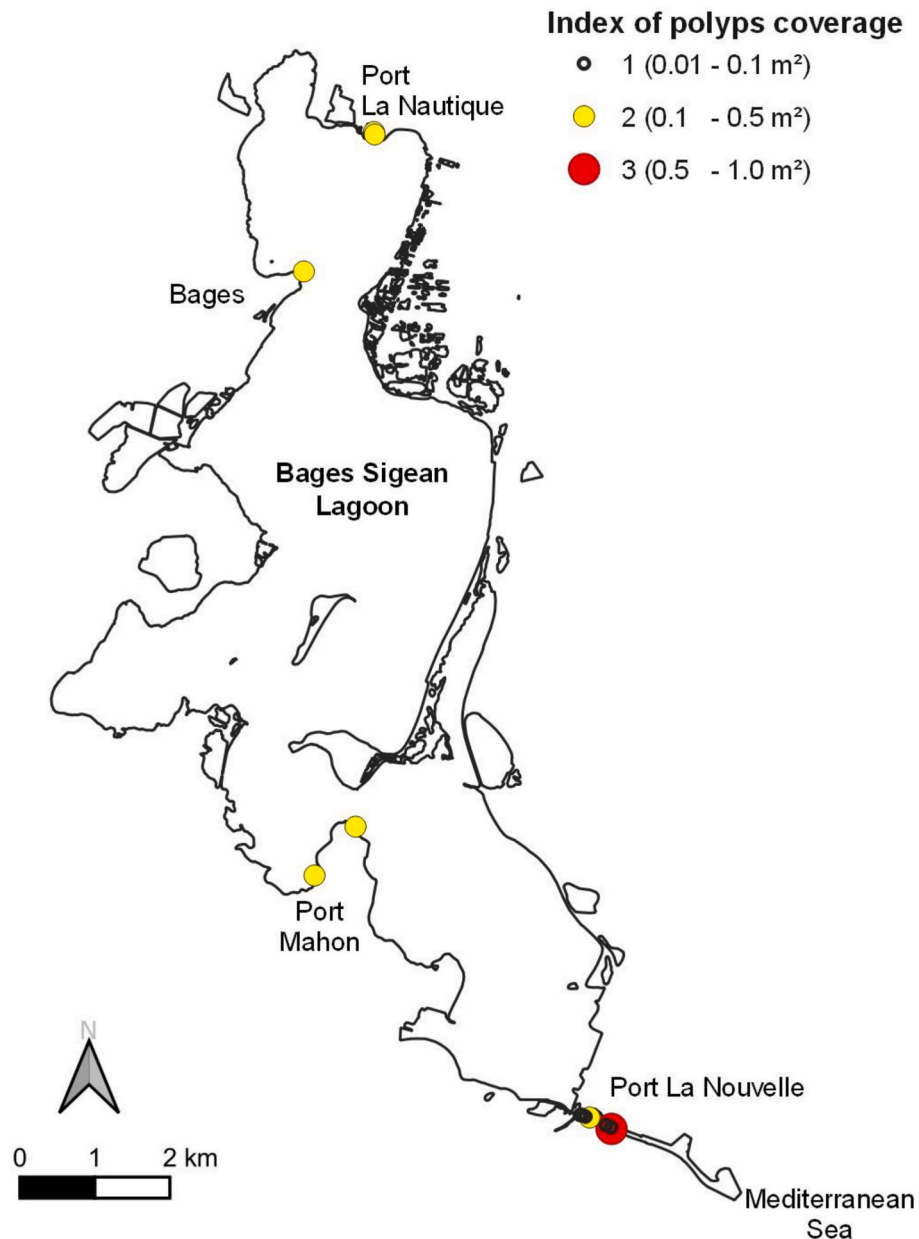 Index of polyps coverage
1 (0.01 - 0.1 m²)
2 (0.1 - 0.5 m²)
3 (0.5 - 1.0 m²)
Port
La Nautique
Bages
Bages Sigean
Lagoon
Port
Mahon
N
0 1 2 km
Port La Nouvelle
Mediterranean
Sea